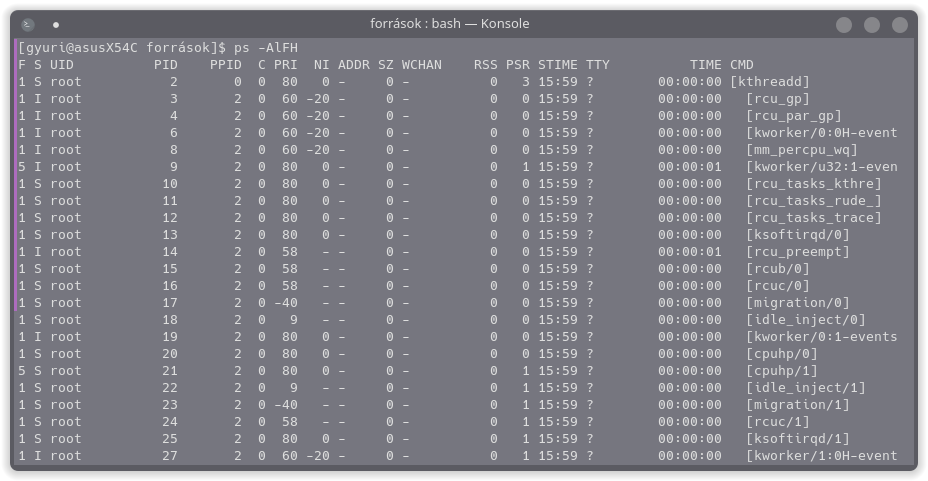 források : bash — Konsole
[gyuri@asusX54C források]$ ps -AlFH
F S UID         PID    PPID  C PRI  NI ADDR SZ WCHAN    RSS PSR STIME TTY          TIME CMD
1 S root           2       0  0  80   0 -     0 -          0   3 15:59 ?        00:00:00 [kthreadd]
1 I root           3       2  0  60 -20 -     0 -          0   0 15:59 ?        00:00:00   [rcu_gp]
1 I root           4       2  0  60 -20 -     0 -          0   0 15:59 ?        00:00:00   [rcu_par_gp]
1 I root           6       2  0  60 -20 -     0 -          0   0 15:59 ?        00:00:00   [kworker/0:0H-event
1 I root           8       2  0  60 -20 -     0 -          0   0 15:59 ?        00:00:00   [mm_percpu_wq]
5 I root           9       2  0  80   0 -     0 -          0   1 15:59 ?        00:00:01   [kworker/u32:1-even
1 S root          10       2  0  80   0 -     0 -          0   0 15:59 ?        00:00:00   [rcu_tasks_kthre]
1 S root          11       2  0  80   0 -     0 -          0   0 15:59 ?        00:00:00   [rcu_tasks_rude_]
1 S root          12       2  0  80   0 -     0 -          0   0 15:59 ?        00:00:00   [rcu_tasks_trace]
1 S root          13       2  0  80   0 -     0 -          0   0 15:59 ?        00:00:00   [ksoftirqd/0]
1 I root          14       2  0  58   - -     0 -          0   0 15:59 ?        00:00:01   [rcu_preempt]
1 S root          15       2  0  58   - -     0 -          0   0 15:59 ?        00:00:00   [rcub/0]
1 S root          16       2  0  58   - -     0 -          0   0 15:59 ?        00:00:00   [rcuc/0]
1 S root          17       2  0 -40   - -     0 -          0   0 15:59 ?        00:00:00   [migration/0]
1 S root          18       2  0   9   - -     0 -          0   0 15:59 ?        00:00:00   [idle_inject/0]
1 I root          19       2  0  80   0 -     0 -          0   0 15:59 ?        00:00:00   [kworker/0:1-events
1 S root          20       2  0  80   0 -     0 -          0   0 15:59 ?        00:00:00   [cpuhp/0]
5 S root          21       2  0  80   0 -     0 -          0   1 15:59 ?        00:00:00   [cpuhp/1]
1 S root          22       2  0   9   - -     0 -          0   1 15:59 ?        00:00:00   [idle_inject/1]
1 S root          23       2  0 -40   - -     0 -          0   1 15:59 ?        00:00:00   [migration/1]
1 S root          24       2  0  58   - -     0 -          0   1 15:59 ?        00:00:00   [rcuc/1]
1 S root          25       2  0  80   0 -     0 -          0   1 15:59 ?        00:00:00   [ksoftirqd/1]
1 I root          27       2  0  60 -20 -     0 -          0   1 15:59 ?        00:00:00   [kworker/1:0H-event